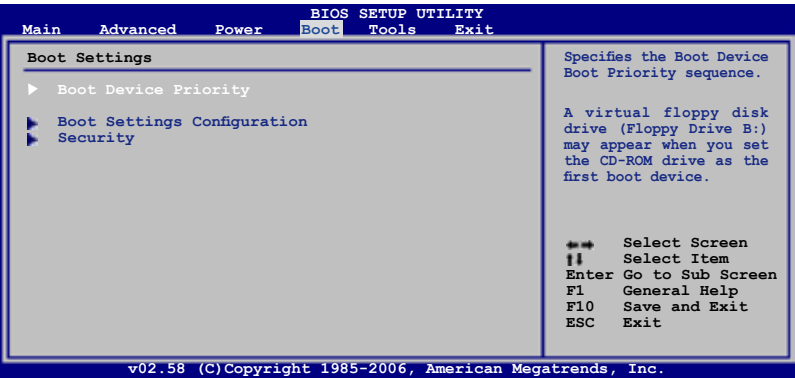 BIOS SETUP UTILITY
Main Advanced Power Boot Tools Exit
Boot Settings
Boot Device Priority
Boot Settings Configuration
Security
Specifies the Boot Device
Boot Priority sequence.
A virtual floppy disk
drive (Floppy Drive B:)
may appear when you set
the CD-ROM drive as the
first boot device.
Select Screen
Select Item
Enter Go to Sub Screen
F1 General Help
F10 Save and Exit
ESC Exit
v02.58 (C)Copyright 1985-2006, American Megatrends, Inc.